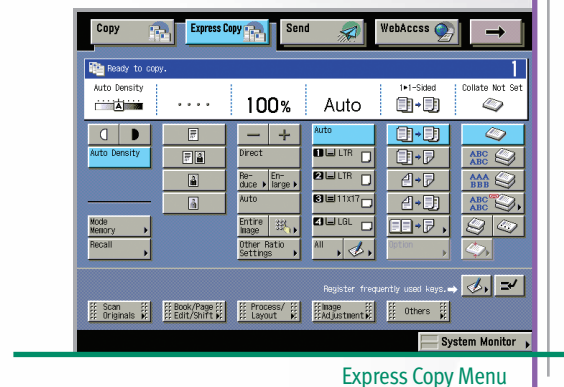 Copy
Express Copy
Send
WebAccss
Ready to copy.
1
Auto Density
1▸1-Sided
Collate Not Set
100%
Auto
Auto Density
Direct
Re-
duce
En-
large
Auto
Entire
Image
Other Ratio
Settings
Mode
Memory
Recall
Auto
1 LTR
2 LTR
3 11x17
4 LGL
All
Option
ABC
ABC
AAA
BBB
ABC
ABC
Register frequently used keys.
Scan
Originals
Book/Page
Edit/Shift
Process/
Layout
Image
Adjustment
Others
System Monitor
Express Copy Menu